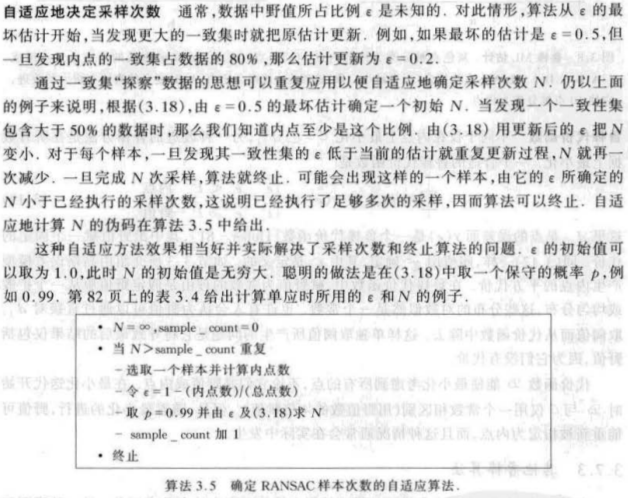 自适应地决定采样次数 通常,数据中野值所占比例 ε 是未知的. 对此情形,算法从 ε 的最
坏估计开始,当发现更大的一致集时就把原估计更新. 例如,如果最坏的估计是 ε=0.5,但
一旦发现内点的一致集占数据的 80%,那么估计更新为 ε=0.2.
通过一致集“探察”数据的思想可以重复应用以便自适应地确定采样次数 N. 仍以上面
的例子来说明,根据(3.18),由 ε=0.5 的最坏估计确定一个初始 N. 当发现一个一致性集
包含大于 50% 的数据时,那么我们知道内点至少是这个比例. 由(3.18) 用更新后的 ε 把 N
变小. 对于每个样本,一旦发现其一致性集的 ε 低于当前的估计就重复更新过程,N 就再一
次减少. 一旦完成 N 次采样,算法就终止. 可能会出现这样的一个样本,由它的 ε 所确定的
N 小于已经执行的采样次数,这说明已经执行了足够多次的采样,因而算法可以终止. 自适
应地计算 N 的伪码在算法 3.5 中给出.
这种自适应方法效果相当好并实际解决了采样次数和终止算法的问题. ε 的初始值可
以取为 1.0,此时 N 的初始值是无穷大. 聪明的做法是在(3.18)中取一个保守的概率 p,例
如 0.99. 第 82 页上的表 3.4 给出计算单应时所用的 ε 和 N 的例子.
• N=∞,sample_count=0
• 当 N>sample_count 重复
-选取一个样本并计算内点数
-令 ε=1-(内点数)/(总点数)
-取 p=0.99 并由 ε 及(3.18)求 N
- sample_count 加 1
• 终止
算法 3.5 确定 RANSAC 样本次数的自适应算法.